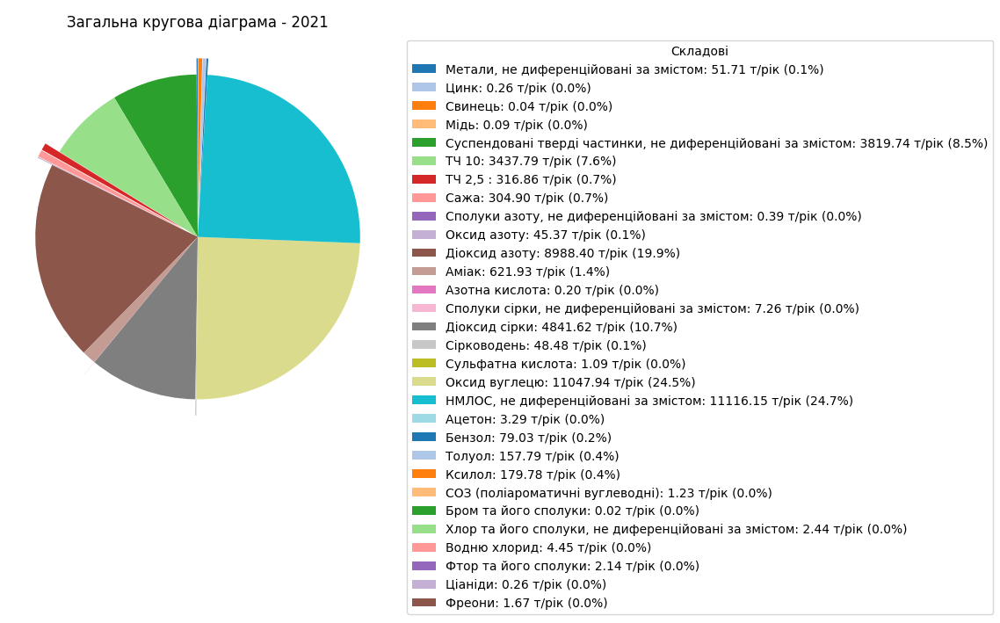 Загальна кругова діаграма - 2021
Складові
Метали, не диференційовані за змістом: 51.71 т/рік (0.1%)
Цинк: 0.26 т/рік (0.0%)
Свинець: 0.04 т/рік (0.0%)
Мідь: 0.09 т/рік (0.0%)
Суспендовані тверді частинки, не диференційовані за змістом: 3819.74 т/рік (8.5%)
ТЧ 10: 3437.79 т/рік (7.6%)
ТЧ 2,5 : 316.86 т/рік (0.7%)
Сажа: 304.90 т/рік (0.7%)
Сполуки азоту, не диференційовані за змістом: 0.39 т/рік (0.0%)
Оксид азоту: 45.37 т/рік (0.1%)
Діоксид азоту: 8988.40 т/рік (19.9%)
Аміак: 621.93 т/рік (1.4%)
Азотна кислота: 0.20 т/рік (0.0%)
Сполуки сірки, не диференційовані за змістом: 7.26 т/рік (0.0%)
Діоксид сірки: 4841.62 т/рік (10.7%)
Сірководень: 48.48 т/рік (0.1%)
Сульфатна кислота: 1.09 т/рік (0.0%)
Оксид вуглецю: 11047.94 т/рік (24.5%)
НМЛОС, не диференційовані за змістом: 11116.15 т/рік (24.7%)
Ацетон: 3.29 т/рік (0.0%)
Бензол: 79.03 т/рік (0.2%)
Толуол: 157.79 т/рік (0.4%)
Ксилол: 179.78 т/рік (0.4%)
СОЗ (поліароматичні вуглеводні): 1.23 т/рік (0.0%)
Бром та його сполуки: 0.02 т/рік (0.0%)
Хлор та його сполуки, не диференційовані за змістом: 2.44 т/рік (0.0%)
Водню хлорид: 4.45 т/рік (0.0%)
Фтор та його сполуки: 2.14 т/рік (0.0%)
Ціаніди: 0.26 т/рік (0.0%)
Фреони: 1.67 т/рік (0.0%)